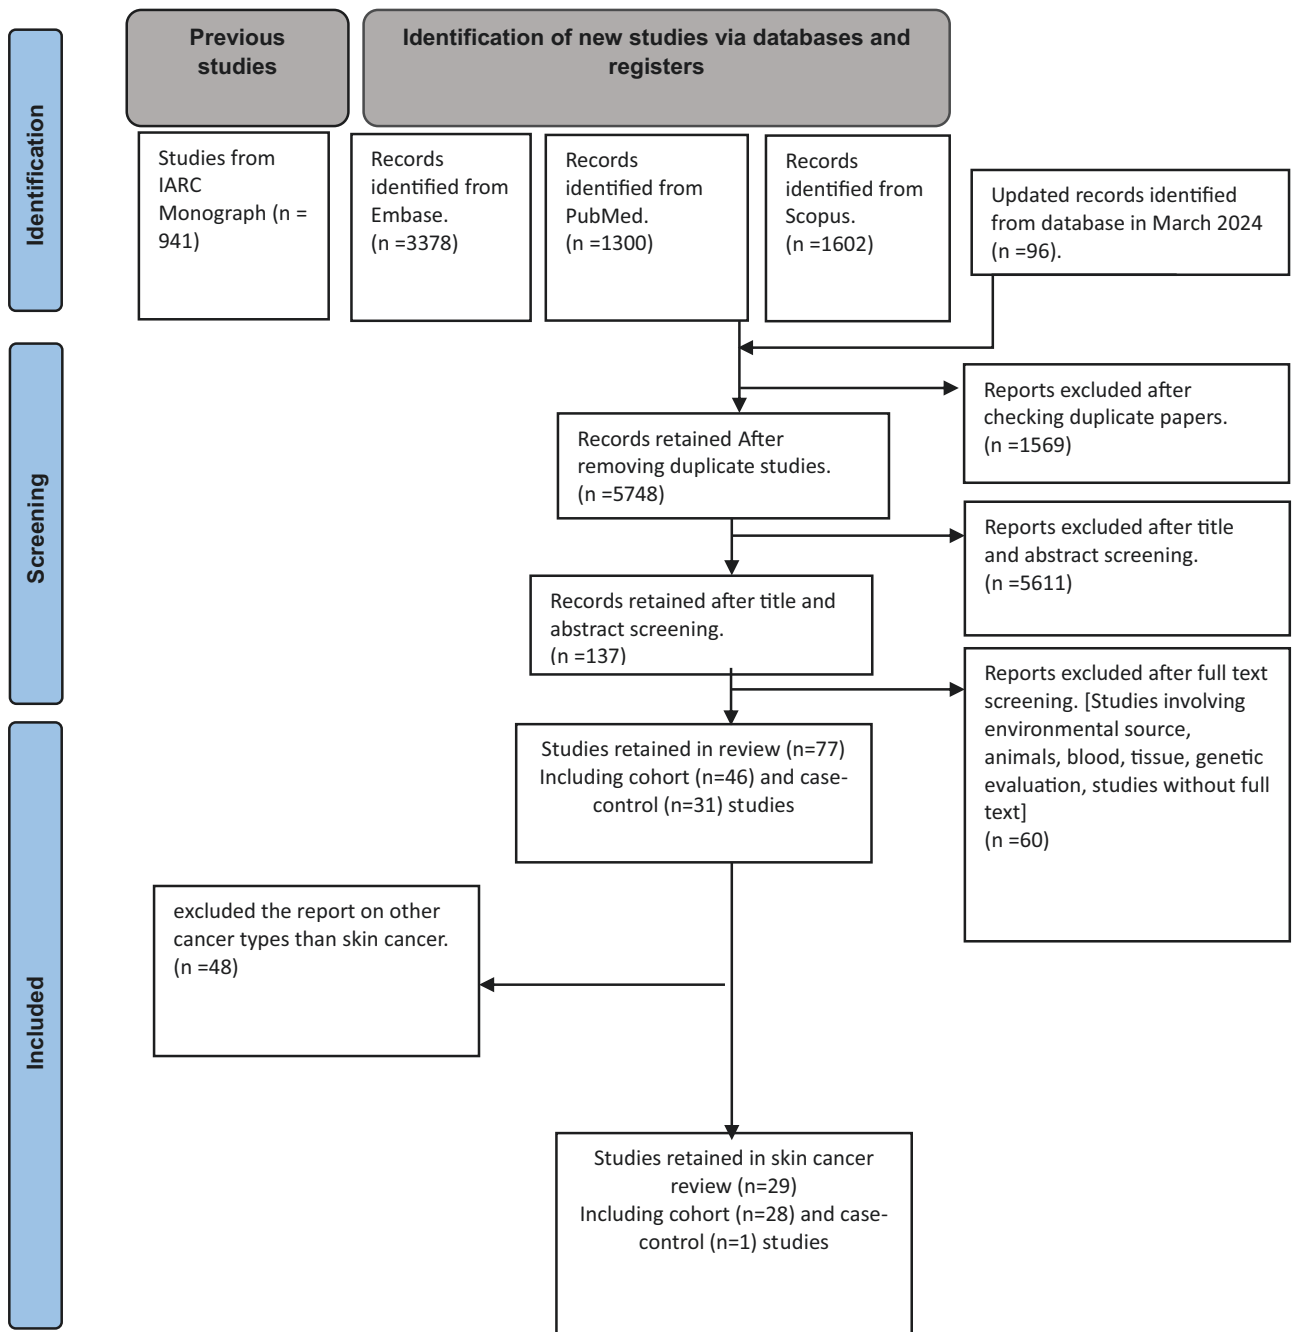 Identification
Previous
studies
Identification of new studies via databases and
registers
Studies from
IARC
Monograph (n =
941)
Records
identified from
Embase.
(n =3378)
Records
identified from
PubMed.
(n =1300)
Records
identified from
Scopus.
(n =1602)
Updated records identified
from database in March 2024
(n =96).
Screening
Reports excluded after
checking duplicate papers.
(n =1569)
Records retained After
removing duplicate studies.
(n =5748)
Reports excluded after title
and abstract screening.
(n =5611)
Records retained after title and
abstract screening.
(n =137)
Reports excluded after full text
screening. [Studies involving
environmental source,
animals, blood, tissue, genetic
evaluation, studies without full
text]
(n =60)
Included
Studies retained in review (n=77)
Including cohort (n=46) and case-
control (n=31) studies
excluded the report on other
cancer types than skin cancer.
(n =48)
Studies retained in skin cancer
review (n=29)
Including cohort (n=28) and case-
control (n=1) studies